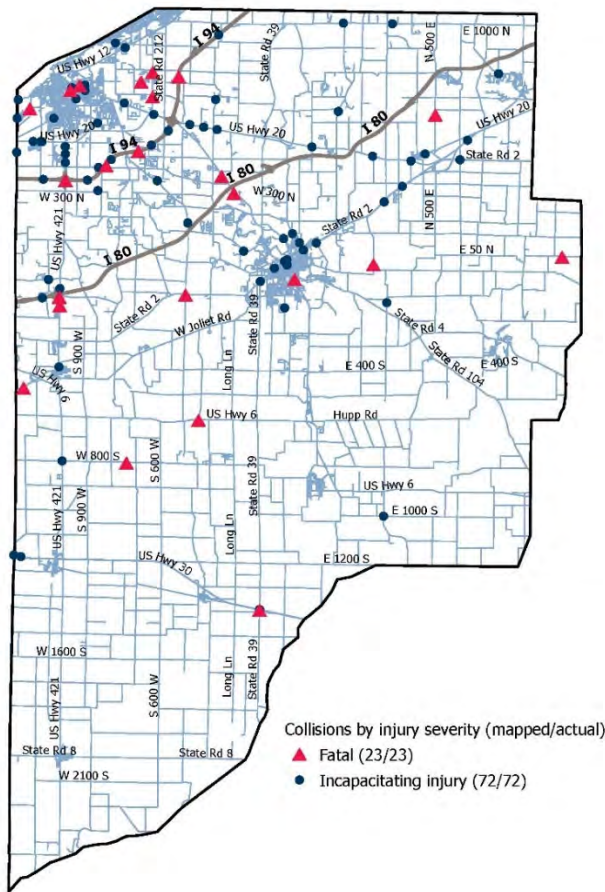 I 94
State Rd 39
US Hwy 12
State Rd 212
N 500 E
E 1000 N
US Hwy 20
I 94
US Hwy 20
I 80
US Hwy 20
State Rd 2
I 80
W 300 N
US Hwy 421
State Rd 2
N 500 E
E 50 N
I 80
State Rd 2
W Joliet Rd
State Rd 39
State Rd 4
S 900 W
Long Ln
E 400 S
State Rd 104
E 400 S
US Hwy 6
US Hwy 6
Hupp Rd
W 800 S
S 600 W
State Rd 39
US Hwy 6
US Hwy 421
S 900 W
Long Ln
E 1000 S
E 1200 S
US Hwy 30
W 1600 S
US Hwy 421
S 600 W
Long Ln
State Rd 39
State Rd 8
State Rd 8
W 2100 S
Collisions by injury severity (mapped/actual)
Fatal (23/23)
Incapacitating injury (72/72)